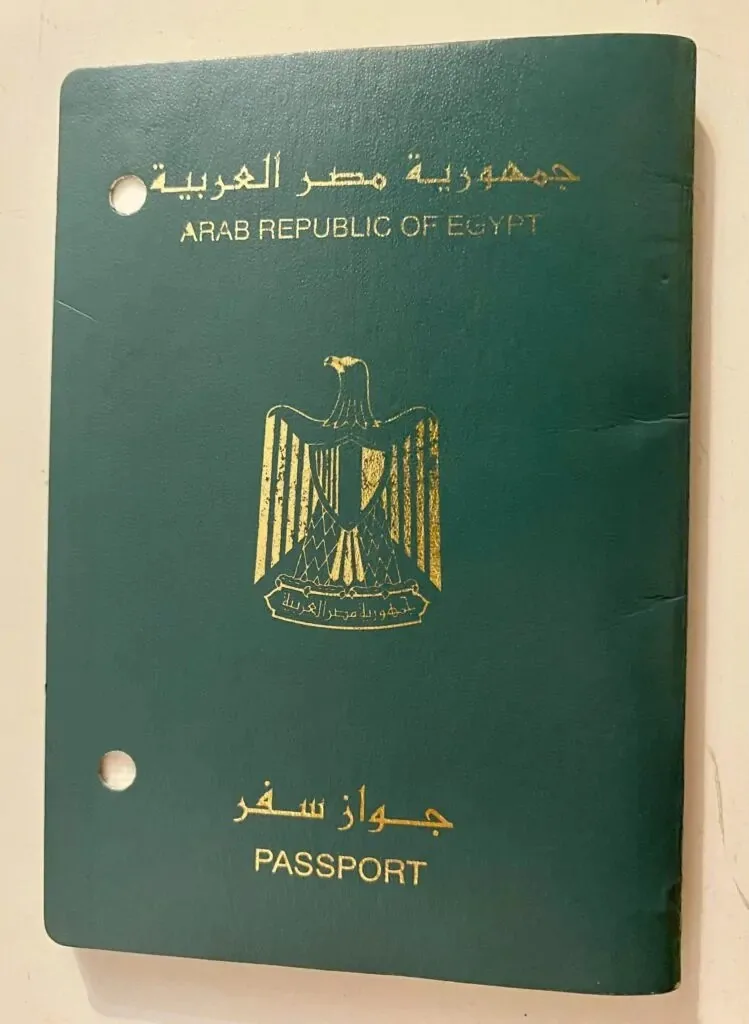 جمهورية مصر العربية
ARAB REPUBLIC OF EGYPT
جمهورية مصر العربية
جواز سفر
PASSPORT